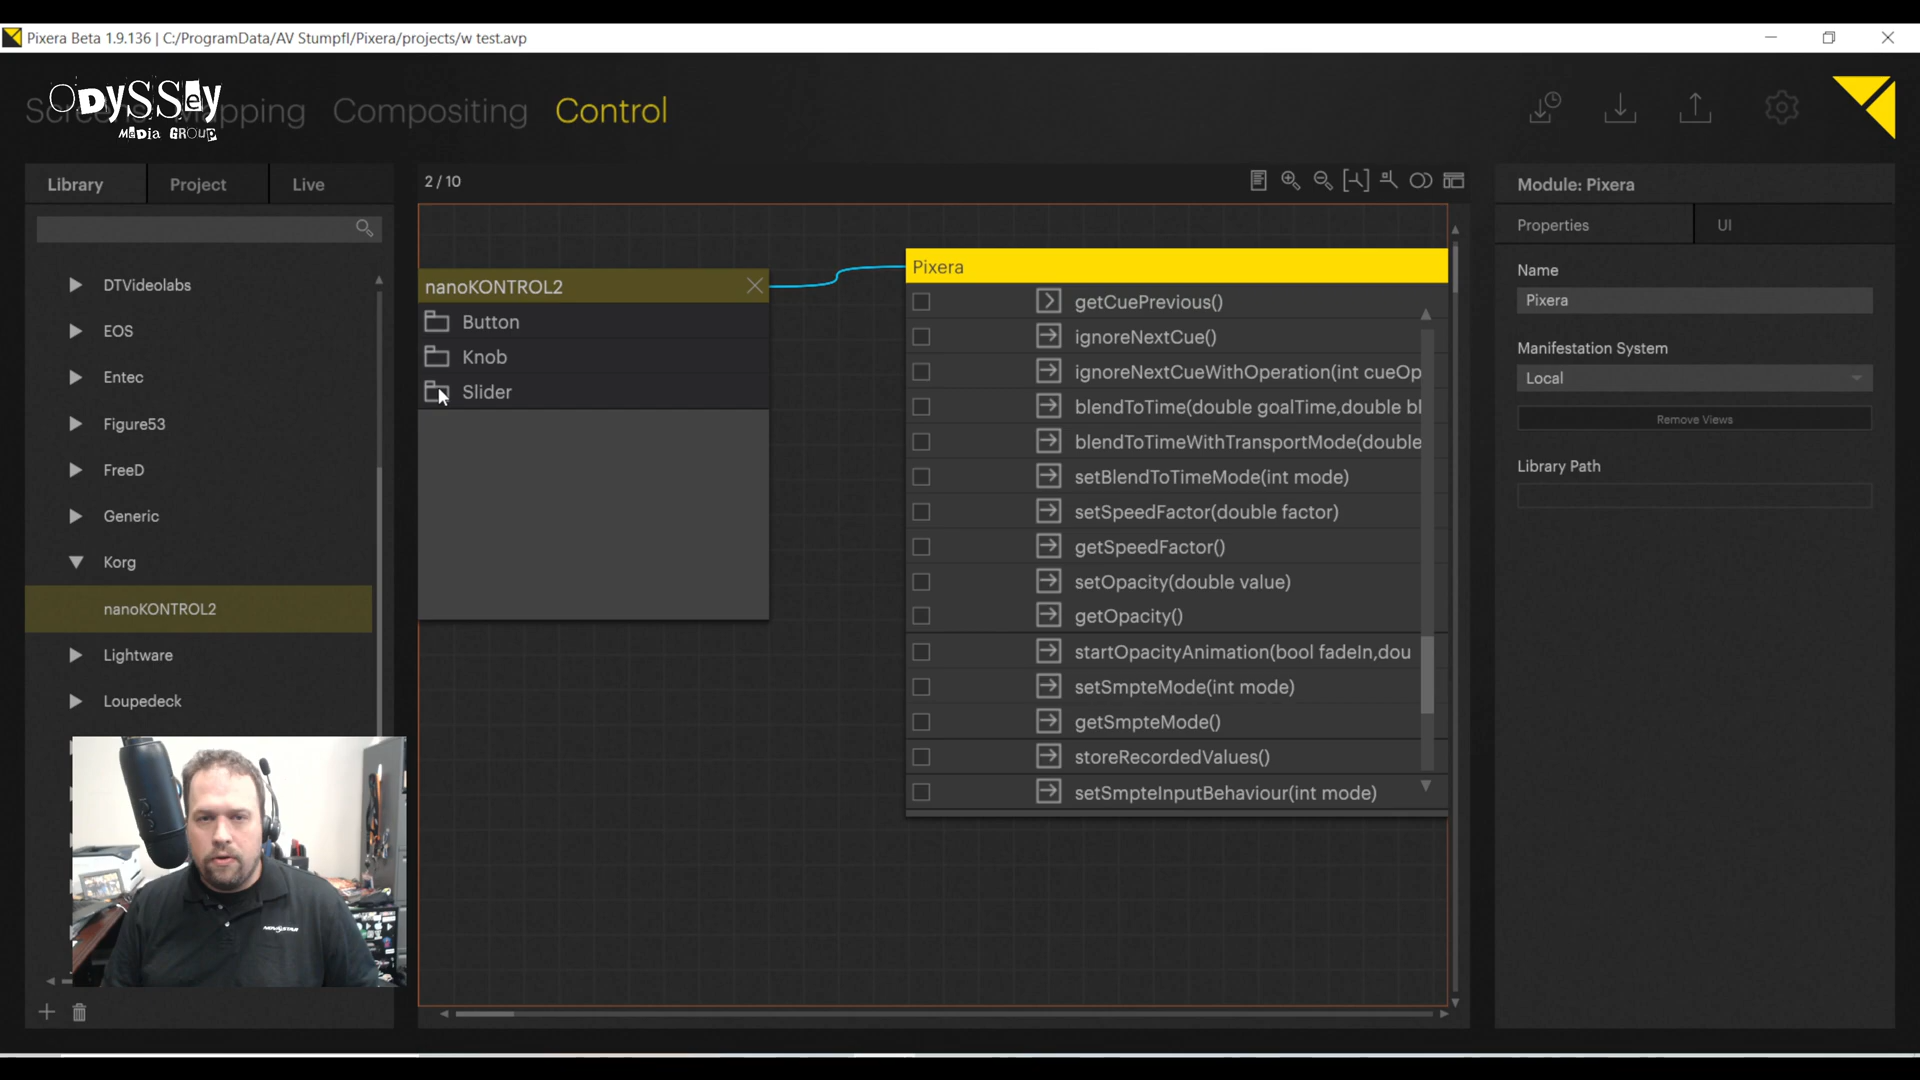 Pixera Beta 1.9.136 | C:/ProgramData/AV Stumpfl/Pixera/projects/w test.avp
ODYSSEY
MEDIA GROUP
Mapping Compositing Control
Library Project Live
2 / 10
DTVideolabs
EOS
Entec
Figure53
FreeD
Generic
Korg
nanoKONTROL2
Lightware
Loupedeck
nanoKONTROL2
Button
Knob
Slider
Pixera
getCuePrevious()
ignoreNextCue()
ignoreNextCueWithOperation(int cueOp
blendToTime(double goalTime,double bl
blendToTimeWithTransportMode(double
setBlendToTimeMode(int mode)
setSpeedFactor(double factor)
getSpeedFactor()
setOpacity(double value)
getOpacity()
startOpacityAnimation(bool fadeIn,dou
setSmpteMode(int mode)
getSmpteMode()
storeRecordedValues()
setSmpteInputBehaviour(int mode)
Module: Pixera
Properties UI
Name
Pixera
Manifestation System
Local
Remove Views
Library Path
NOVASTAR